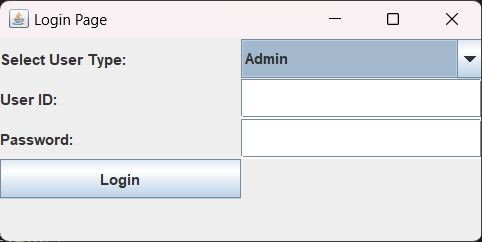 Login Page
Select User Type: Admin
User ID:
Password:
Login